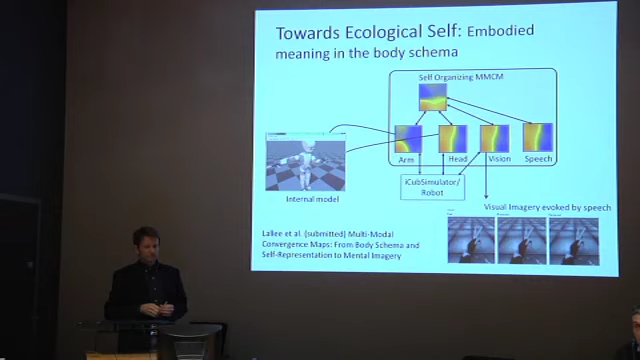 Towards Ecological Self: Embodied
meaning in the body schema
Self Organizing MMCM
Arm
Head
Vision
Speech
Internal model
iCubSimulator/
Robot
Visual Imagery evoked by speech
Lallee et al. (submitted) Multi-Modal
Convergence Maps: From Body Schema and
Self-Representation to Mental Imagery